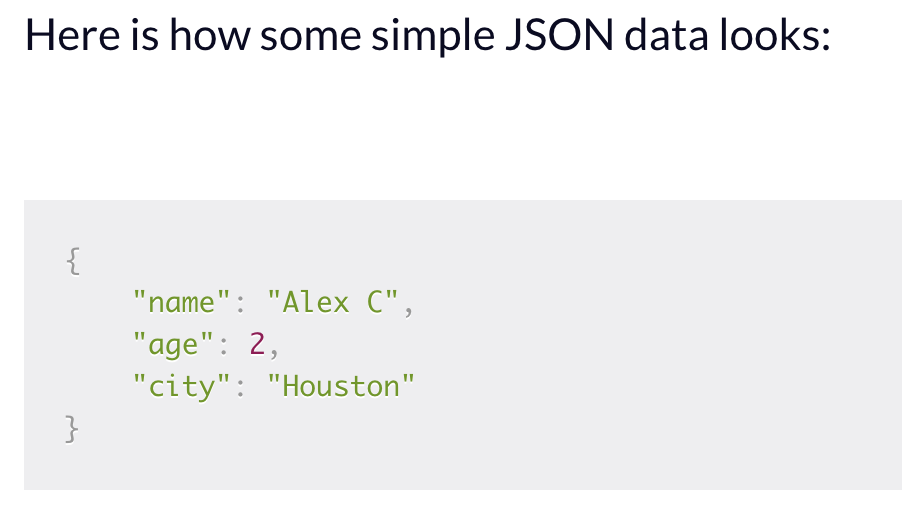 Here is how some simple JSON data looks:
{
    "name": "Alex C",
    "age": 2,
    "city": "Houston"
}